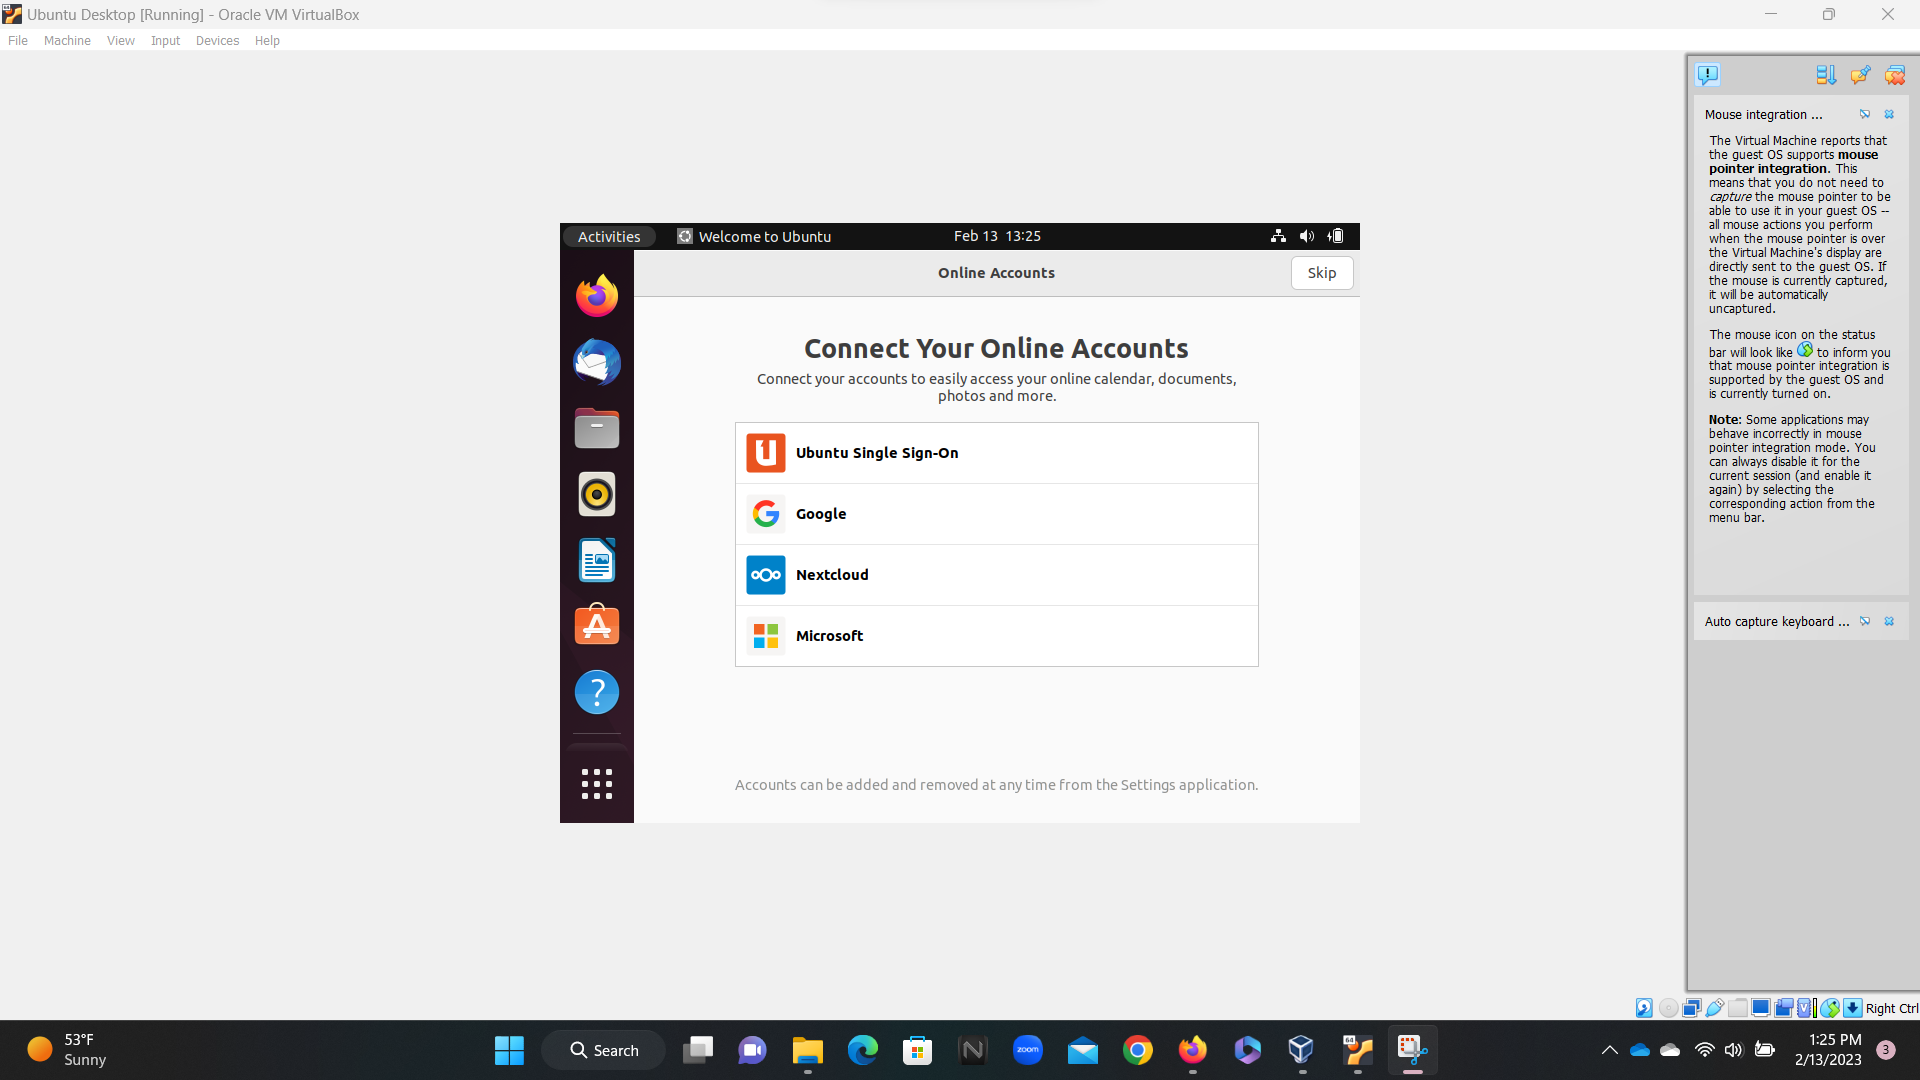 Ubuntu Desktop [Running] - Oracle VM VirtualBox
File Machine View Input Devices Help
Activities
Welcome to Ubuntu
Feb 13 13:25
Online Accounts
Skip
Connect Your Online Accounts
Connect your accounts to easily access your online calendar, documents,
photos and more.
Ubuntu Single Sign-On
Google
Nextcloud
Microsoft
Accounts can be added and removed at any time from the Settings application.
Mouse integration ...
The Virtual Machine reports that
the guest OS supports mouse
pointer integration. This
means that you do not need to
capture the mouse pointer to be
able to use it in your guest OS --
all mouse actions you perform
when the mouse pointer is over
the Virtual Machine's display are
directly sent to the guest OS. If
the mouse is currently captured,
it will be automatically
uncaptured.
The mouse icon on the status
bar will look like to inform you
that mouse pointer integration is
supported by the guest OS and
is currently turned on.
Note: Some applications may
behave incorrectly in mouse
pointer integration mode. You
can always disable it for the
current session (and enable it
again) by selecting the
corresponding action from the
menu bar.
Auto capture keyboard ...
Right Ctrl
53°F
Sunny
Search
zoom
64
1:25 PM
2/13/2023
3